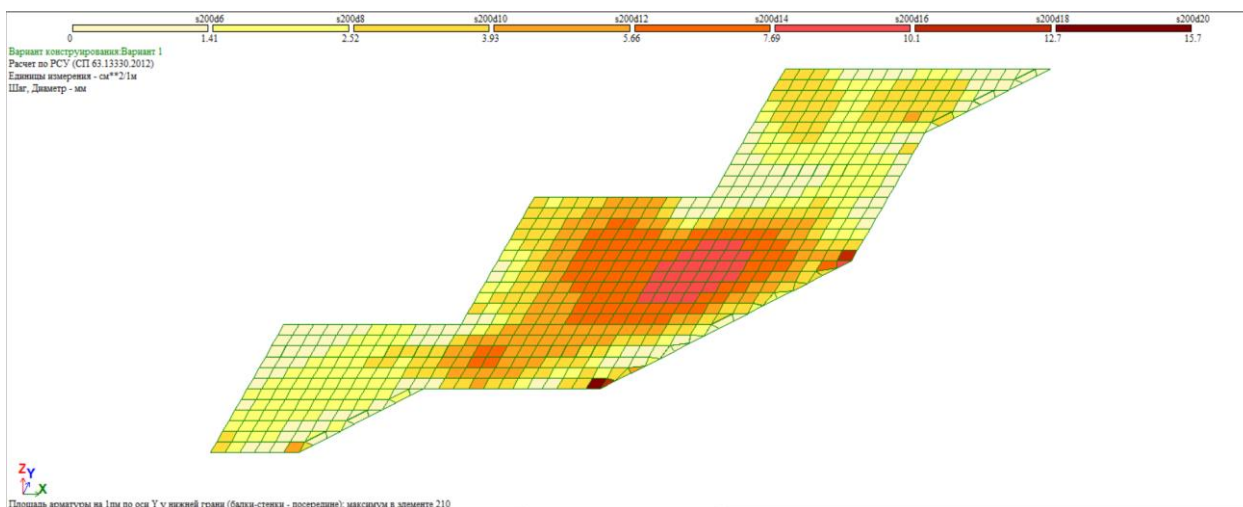 s200d6 s200d8 s200d10 s200d12 s200d14 s200d16 s200d18 s200d20
0 1.41 2.52 3.93 5.66 7.69 10.1 12.7 15.7
Вариант конструирования:Вариант 1
Расчет по РСУ (СП 63.13330.2012)
Единицы измерения - см**2/1м
Шаг, Диаметр - мм
Z Y
X
Площадь арматуры на 1пм по оси Y у нижней грани (балки-стенки - посередине); максимум в элементе 210